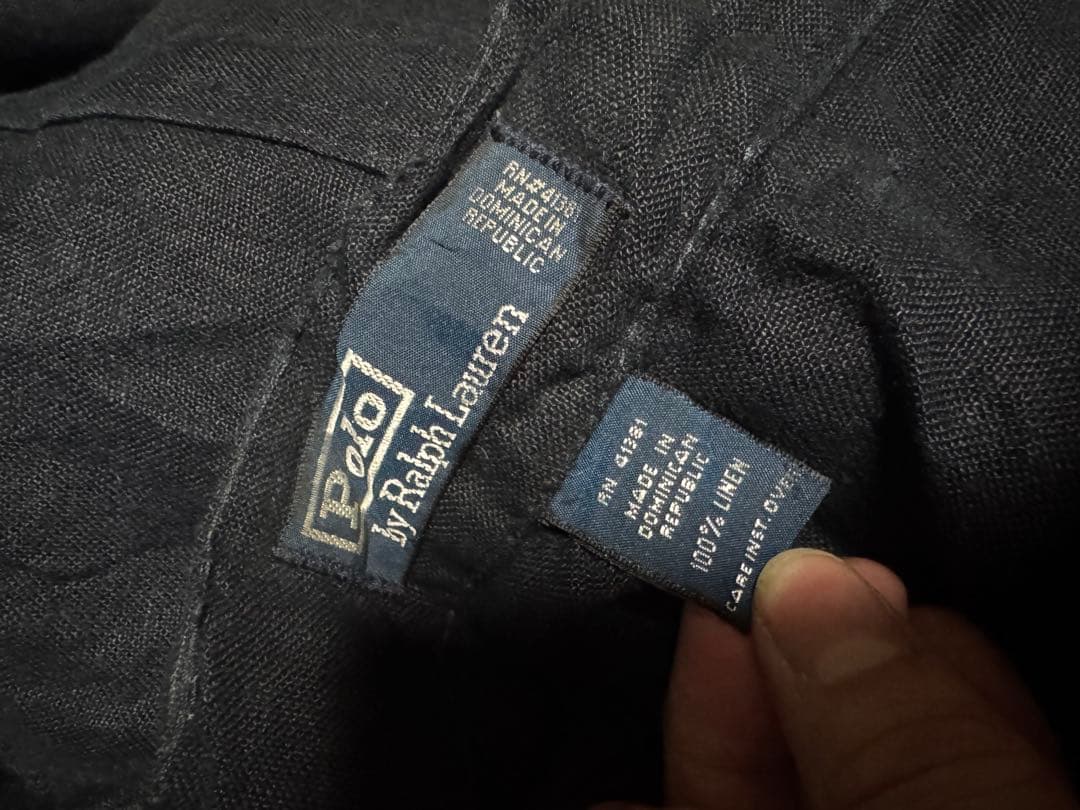 RN#4138
MADE IN
DOMINICAN
REPUBLIC
Polo
by Ralph Lauren
RN 41381
MADE IN
DOMINICAN
REPUBLIC
100% LINEN
CARE INST. OVER